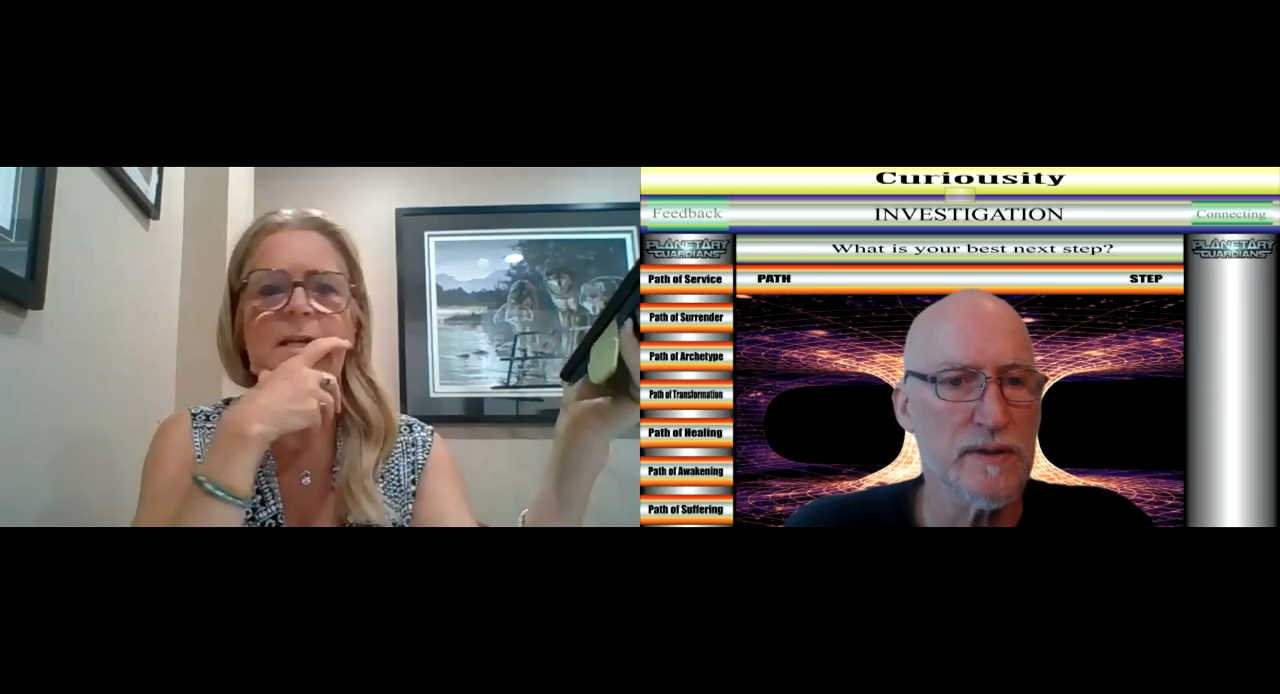 Curiousity
Feedback
INVESTIGATION
Connecting
PLANETARY
GUARDIANS
What is your best next step?
PLANETARY
GUARDIANS
Path of Service
PATH
STEP
Path of Surrender
Path of Archetype
Path of Transformation
Path of Healing
Path of Awakening
Path of Suffering